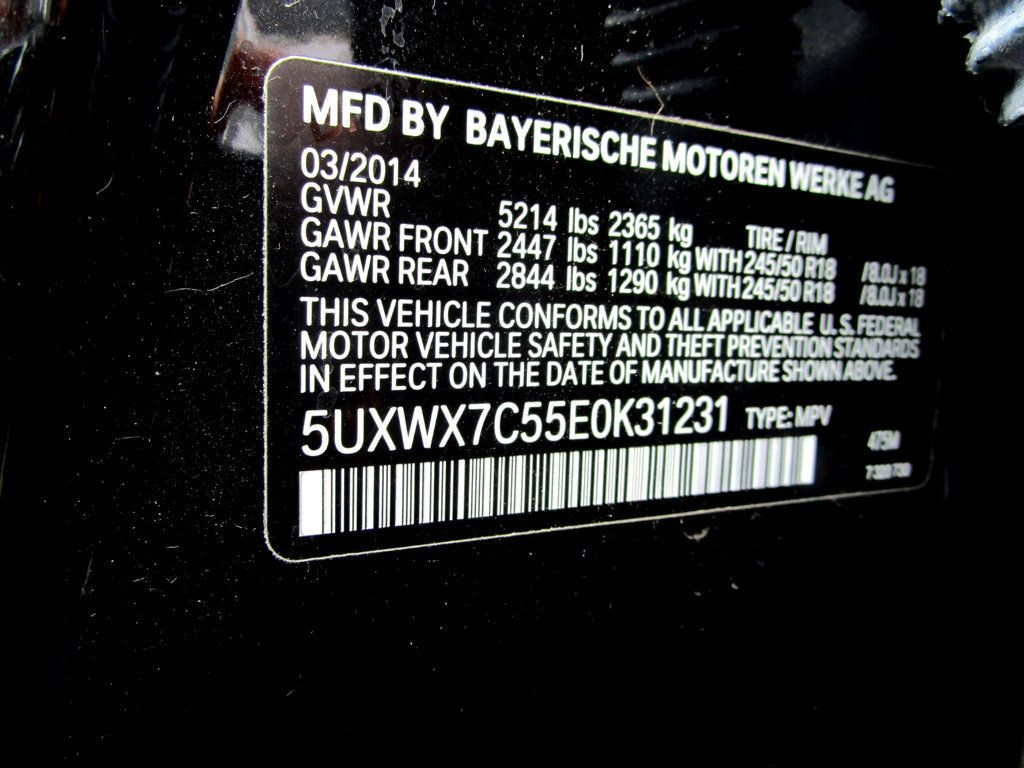 MFD BY BAYERISCHE MOTOREN WERKE AG
03/2014
GVWR 5214 lbs 2365 kg TIRE / RIM
GAWR FRONT 2447 lbs 1110 kg WITH 245/50 R18 /8.0J x 18
GAWR REAR 2844 lbs 1290 kg WITH 245/50 R18 /8.0J x 18
THIS VEHICLE CONFORMS TO ALL APPLICABLE U.S. FEDERAL
MOTOR VEHICLE SAFETY AND THEFT PREVENTION STANDARDS
IN EFFECT ON THE DATE OF MANUFACTURE SHOWN ABOVE.
5UXWX7C55E0K31231 TYPE: MPV
475M